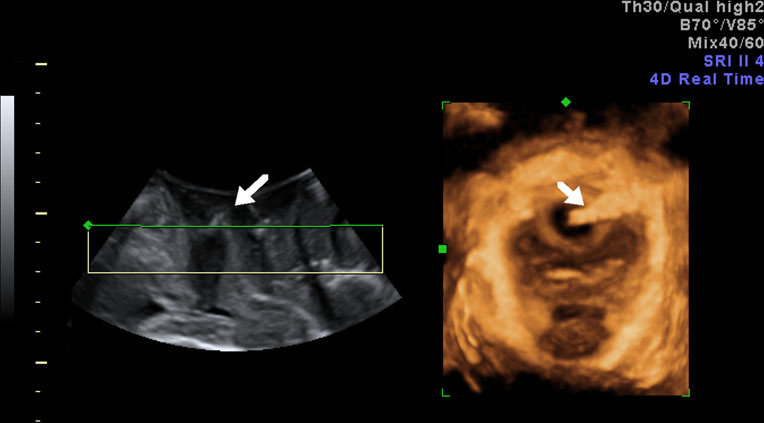 Th30/Qual high2
B70°/V85°
Mix40/60
SRI II 4
4D Real Time